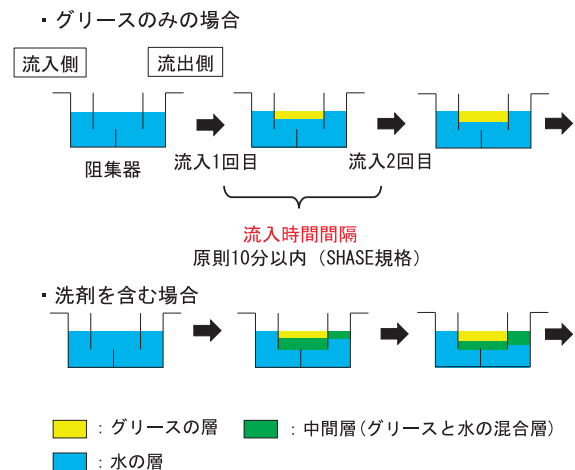 ・グリースのみの場合
流入側 流出側
阻集器 流入1回目 流入2回目
流入時間間隔
原則10分以内（SHASE規格）
・洗剤を含む場合
：グリースの層 ：中間層(グリースと水の混合層)
：水の層